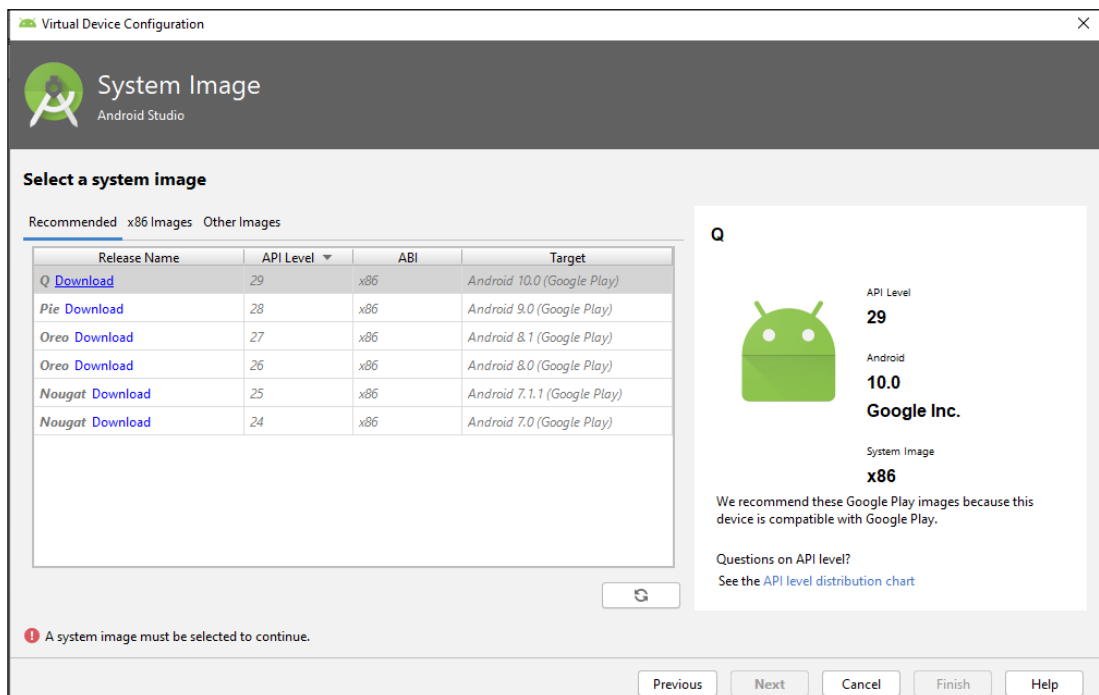 Virtual Device Configuration
System Image
Android Studio
Select a system image
Recommended x86 Images Other Images
Release Name API Level ABI Target
Q Download 29 x86 Android 10.0 (Google Play)
Pie Download 28 x86 Android 9.0 (Google Play)
Oreo Download 27 x86 Android 8.1 (Google Play)
Oreo Download 26 x86 Android 8.0 (Google Play)
Nougat Download 25 x86 Android 7.1.1 (Google Play)
Nougat Download 24 x86 Android 7.0 (Google Play)
Q
API Level
29
Android
10.0
Google Inc.
System Image
x86
We recommend these Google Play images because this
device is compatible with Google Play.
Questions on API level?
See the API level distribution chart
A system image must be selected to continue.
Previous Next Cancel Finish Help